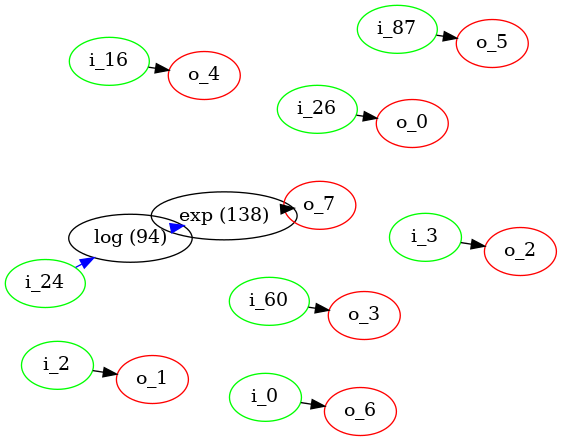 i_87
o_5
i_16
o_4
i_26
o_0
exp (138)
o_7
log (94)
i_3
o_2
i_24
i_60
o_3
i_2
o_1
i_0
o_6